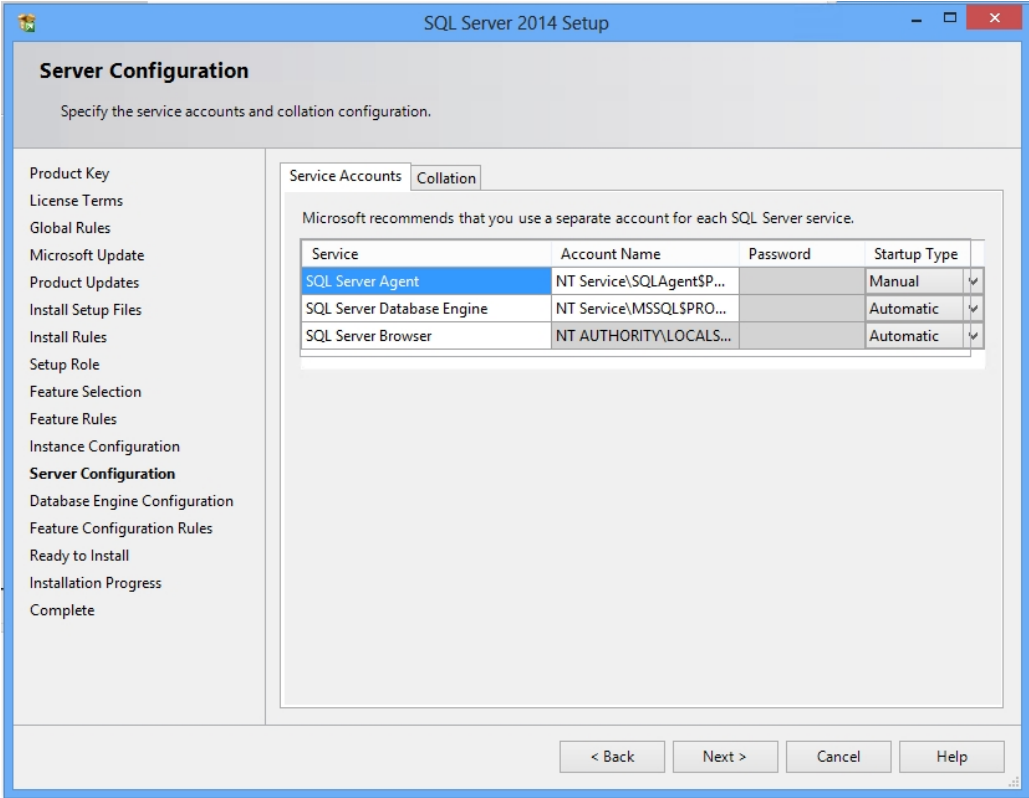 SQL Server 2014 Setup
Server Configuration
Specify the service accounts and collation configuration.
Product Key
License Terms
Global Rules
Microsoft Update
Product Updates
Install Setup Files
Install Rules
Setup Role
Feature Selection
Feature Rules
Instance Configuration
Server Configuration
Database Engine Configuration
Feature Configuration Rules
Ready to Install
Installation Progress
Complete
Service Accounts Collation
Microsoft recommends that you use a separate account for each SQL Server service.
Service Account Name Password Startup Type
SQL Server Agent NT Service\SQLAgent$P... Manual
SQL Server Database Engine NT Service\MSSQL$PRO... Automatic
SQL Server Browser NT AUTHORITY\LOCALS... Automatic
< Back Next > Cancel Help